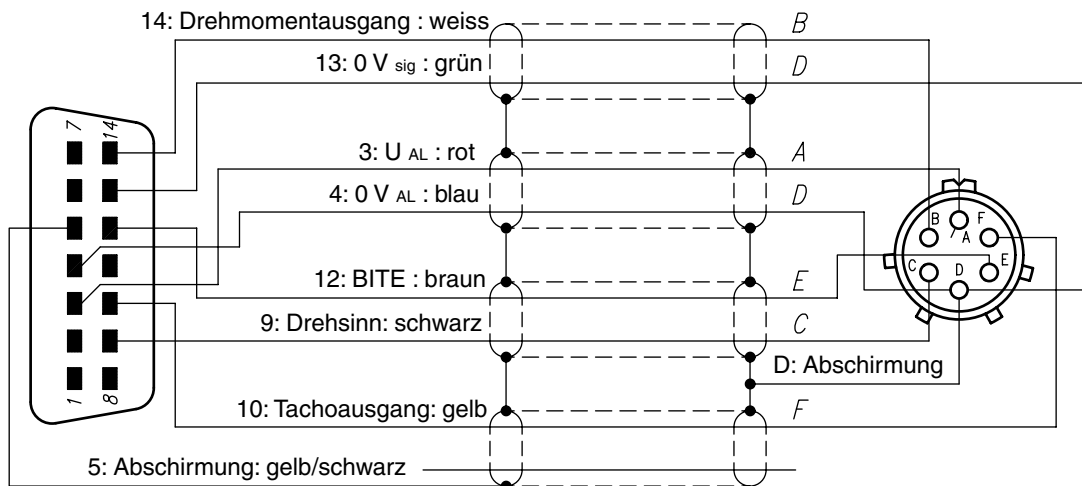 14: Drehmomentausgang : weiss
B
13: 0 V sig : grün
D
7
14
3: U AL : rot
A
4: 0 V AL : blau
D
B
A
F
C
D
E
12: BITE : braun
E
9: Drehsinn: schwarz
C
D: Abschirmung
1
8
10: Tachoausgang: gelb
F
5: Abschirmung: gelb/schwarz